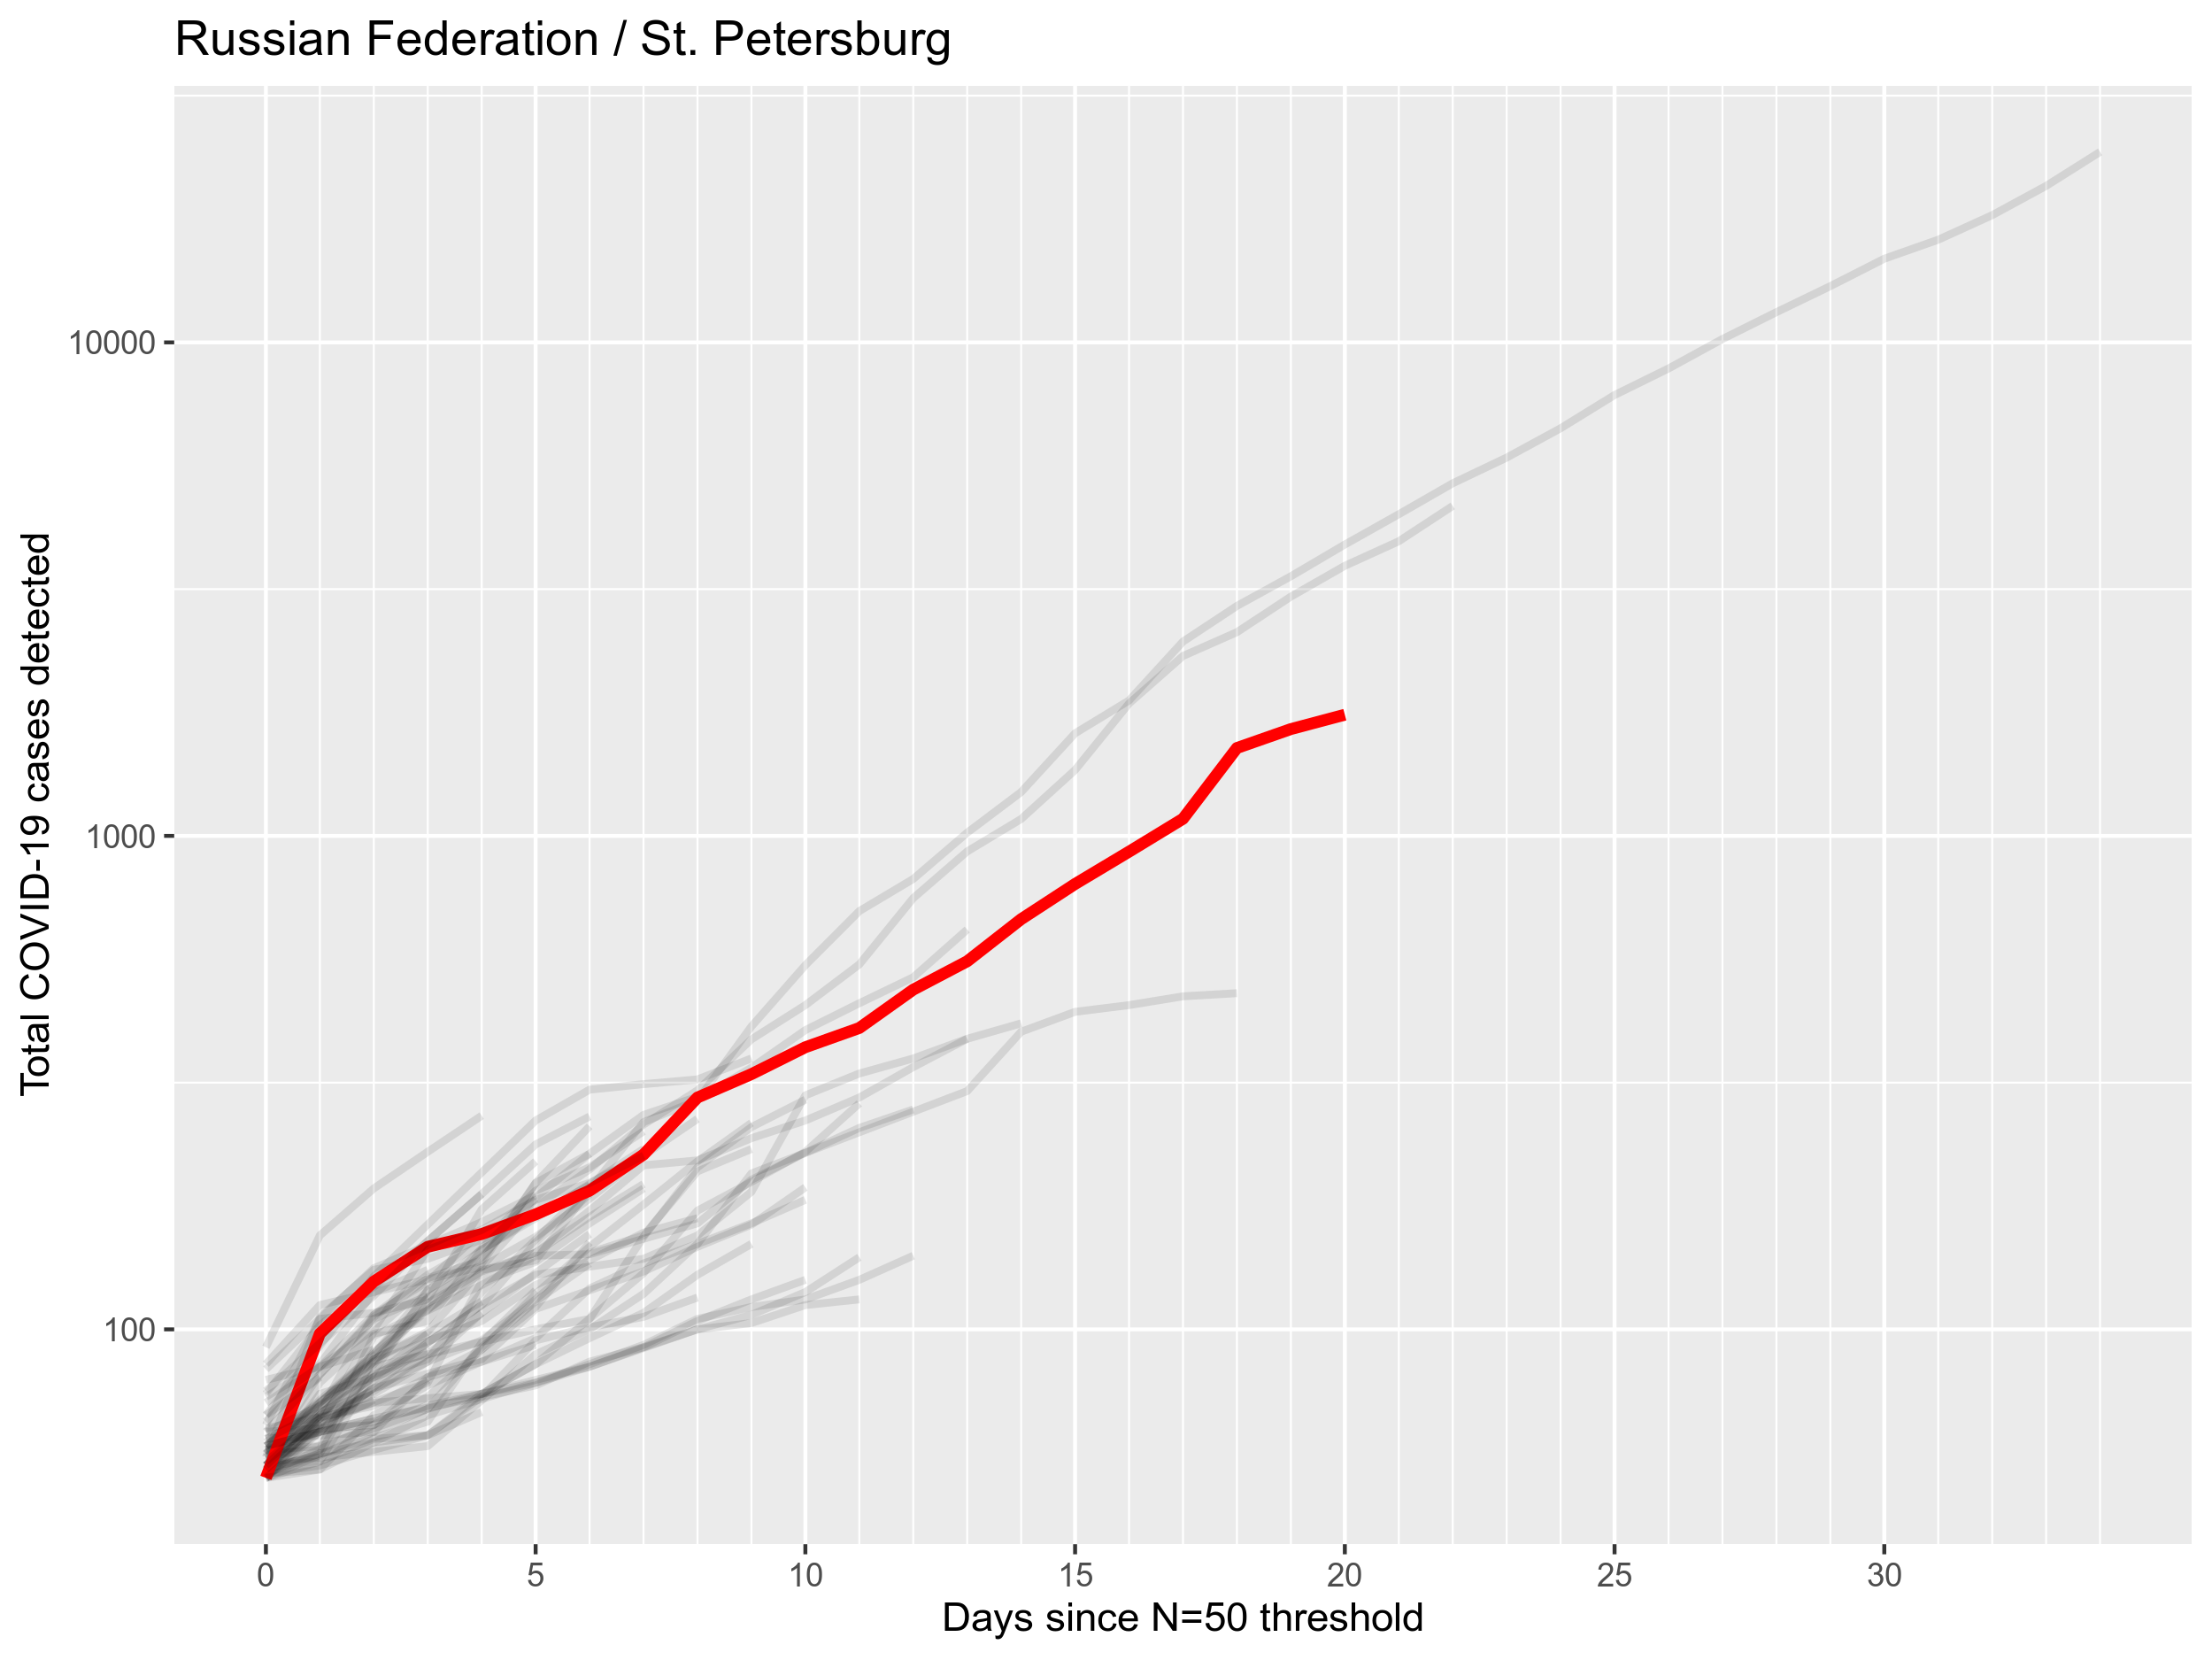 Russian Federation / St. Petersburg
Total COVID-19 cases detected
10000
1000
100
0 5 10 15 20 25 30
Days since N=50 threshold